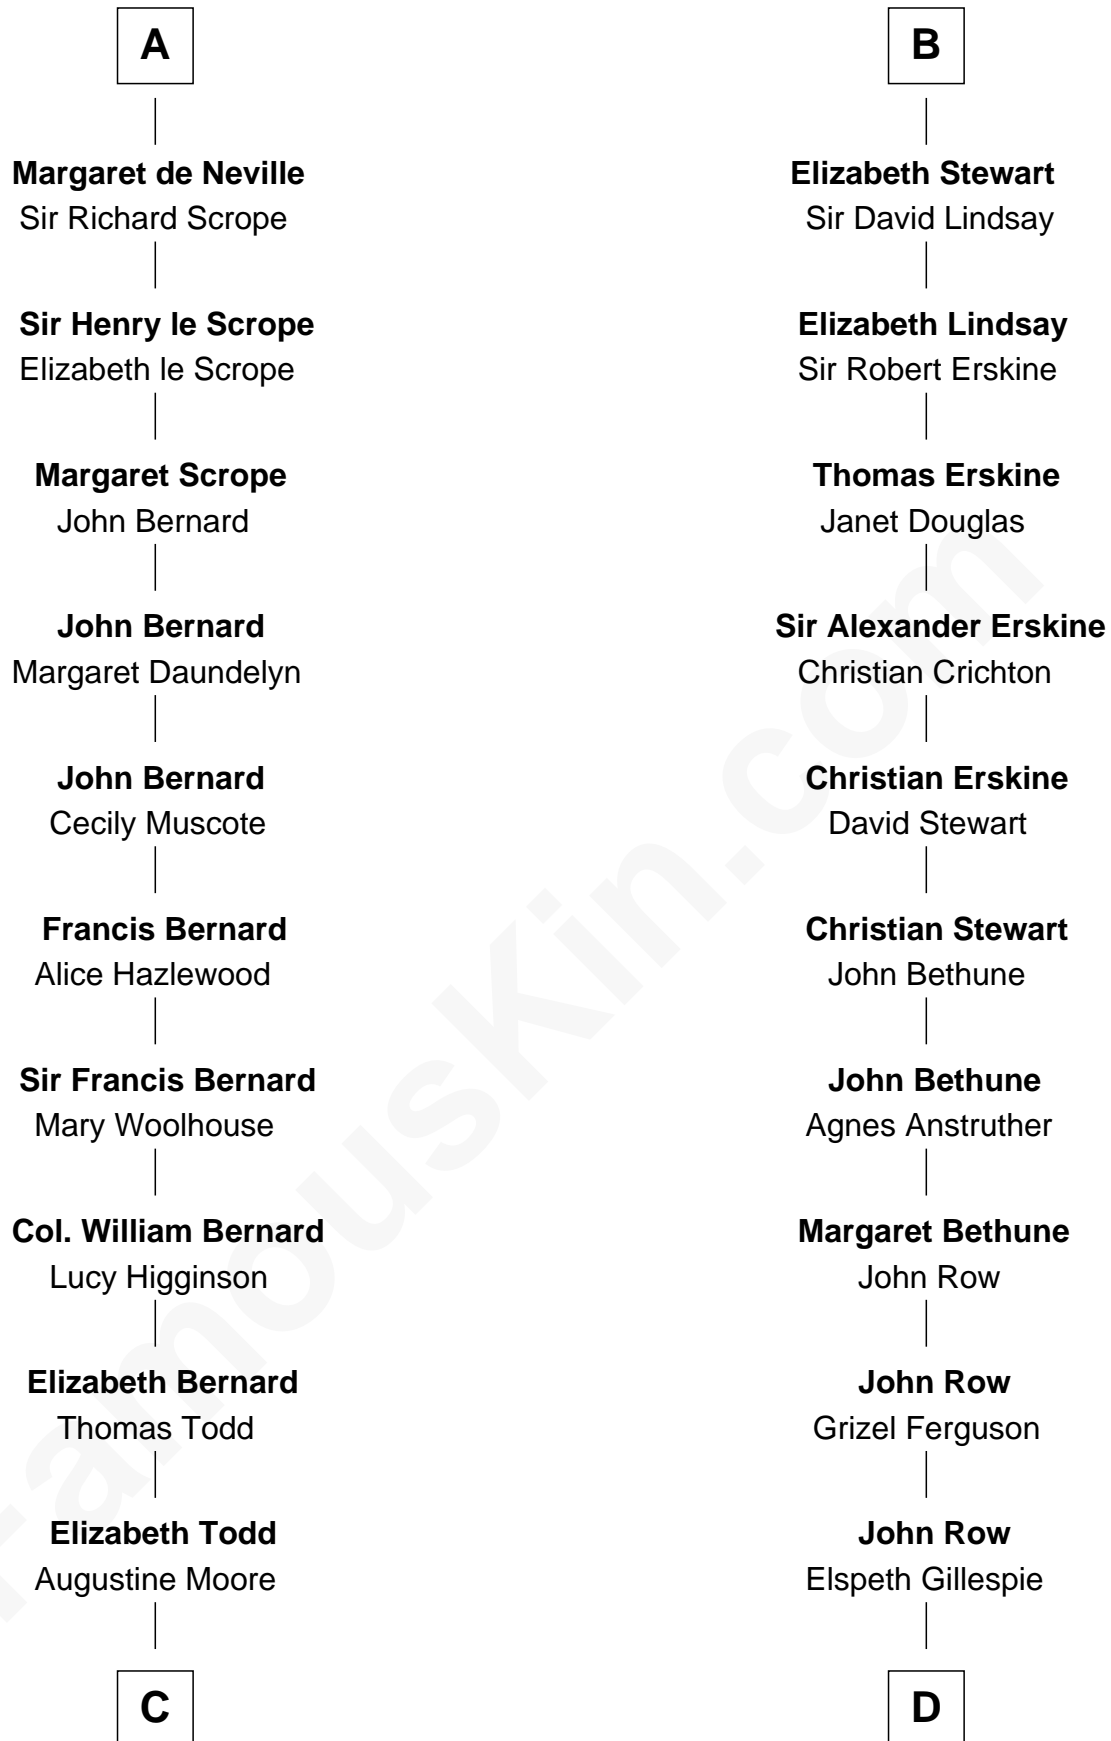 A
Margaret de Neville
Sir Richard Scrope
Sir Henry le Scrope
Elizabeth le Scrope
Margaret Scrope
John Bernard
John Bernard
Margaret Daundelyn
John Bernard
Cecily Muscote
Francis Bernard
Alice Hazlewood
Sir Francis Bernard
Mary Woolhouse
Col. William Bernard
Lucy Higginson
Elizabeth Bernard
Thomas Todd
Elizabeth Todd
Augustine Moore
C
B
Elizabeth Stewart
Sir David Lindsay
Elizabeth Lindsay
Sir Robert Erskine
Thomas Erskine
Janet Douglas
Sir Alexander Erskine
Christian Crichton
Christian Erskine
David Stewart
Christian Stewart
John Bethune
John Bethune
Agnes Anstruther
Margaret Bethune
John Row
John Row
Grizel Ferguson
John Row
Elspeth Gillespie
D
FamousKin.com